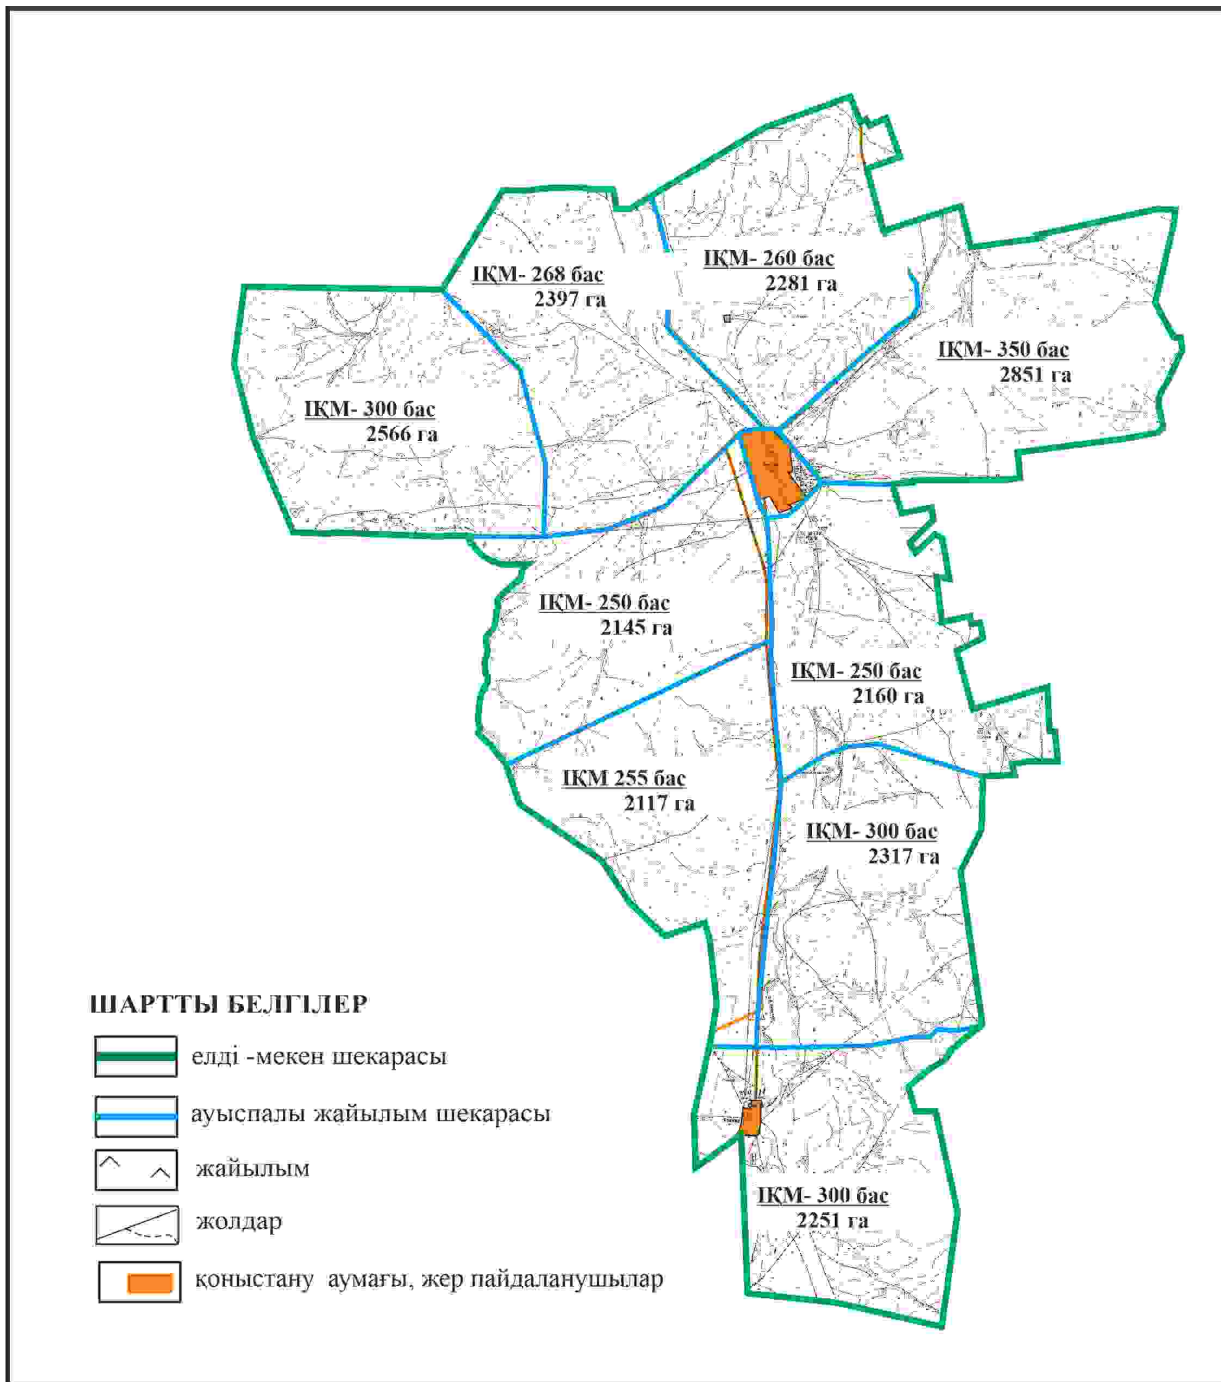 ІҚМ- 260 бас
2281 га
ІҚМ- 268 бас
2397 га
ІҚМ- 350 бас
2851 га
ІҚМ- 300 бас
2566 га
ІҚМ- 250 бас
2145 га
ІҚМ- 250 бас
2160 га
ІҚМ 255 бас
2117 га
ІҚМ- 300 бас
2317 га
ШАРТТЫ БЕЛГІЛЕР
елді -мекен шекарасы
ауыспалы жайылым шекарасы
жайылым
жолдар
қоныстану аумағы, жер пайдаланушылар
ІҚМ- 300 бас
2251 га